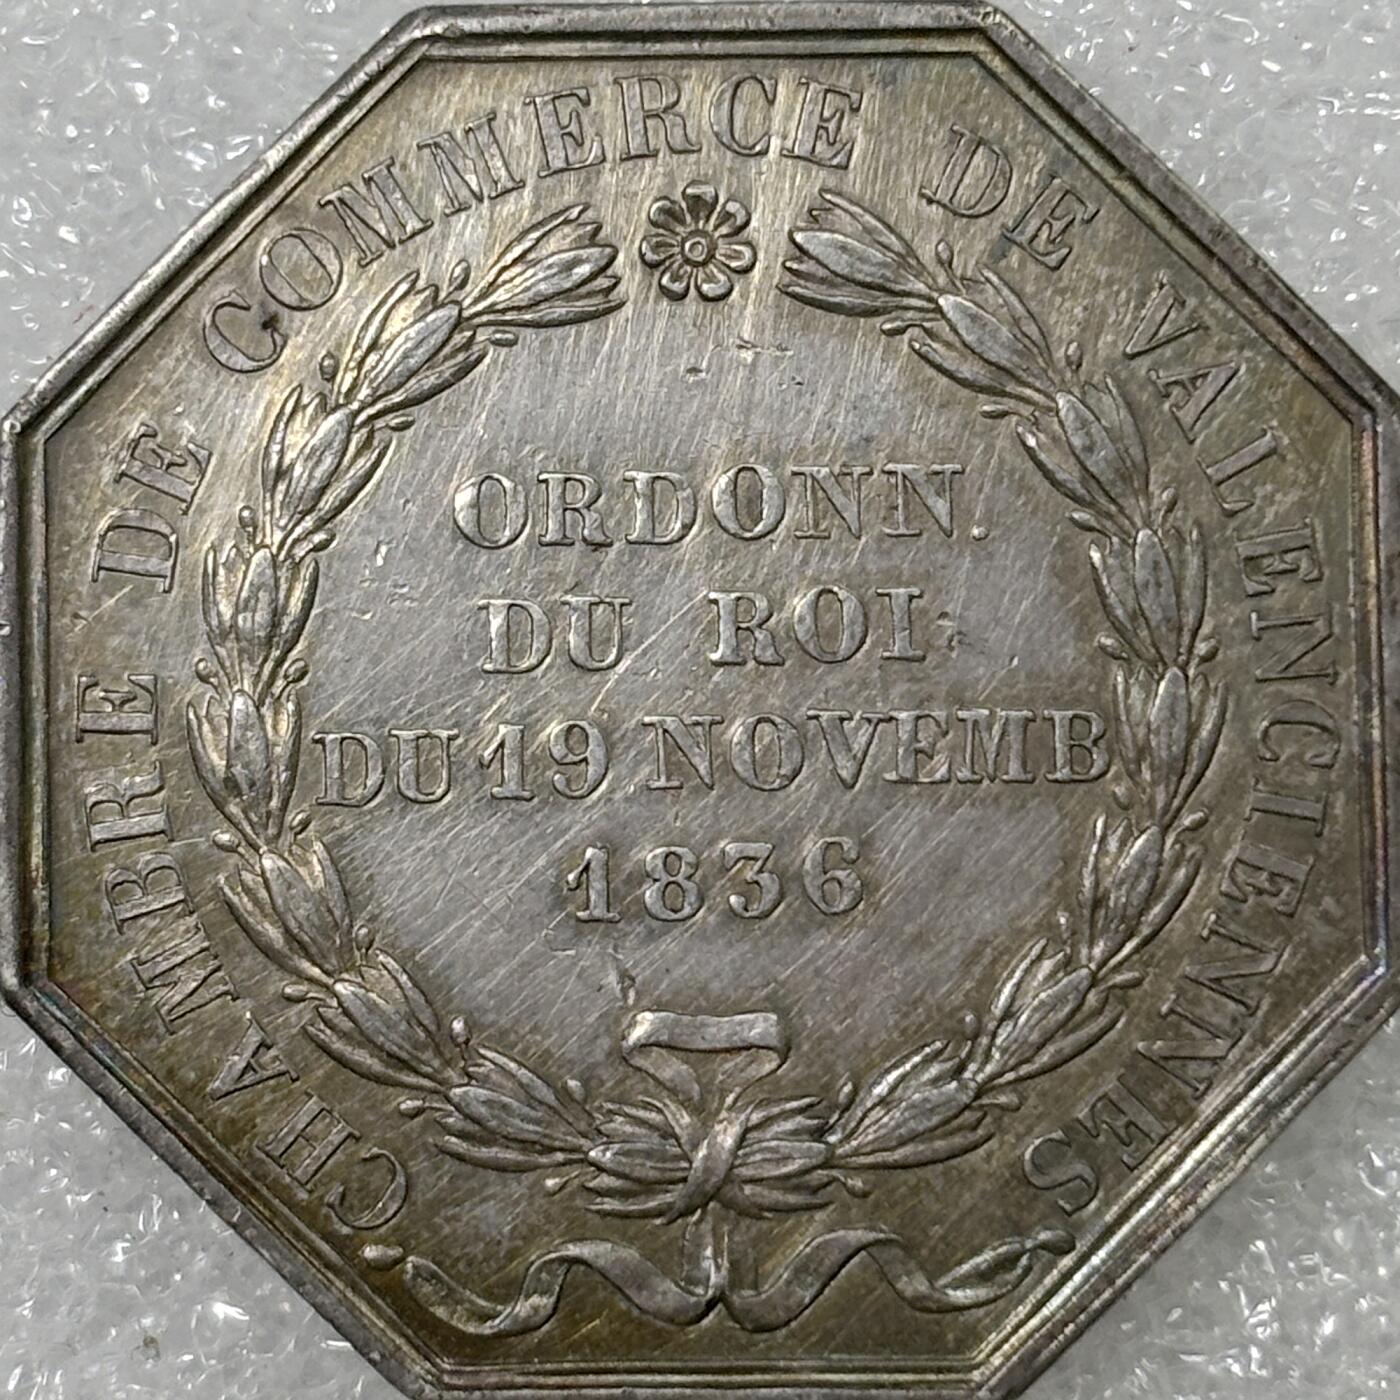 CHAMBRE DE COMMERCE DE VALENCIENNES
ORDONN.
DU ROI
DU 19 NOVEMB
1836